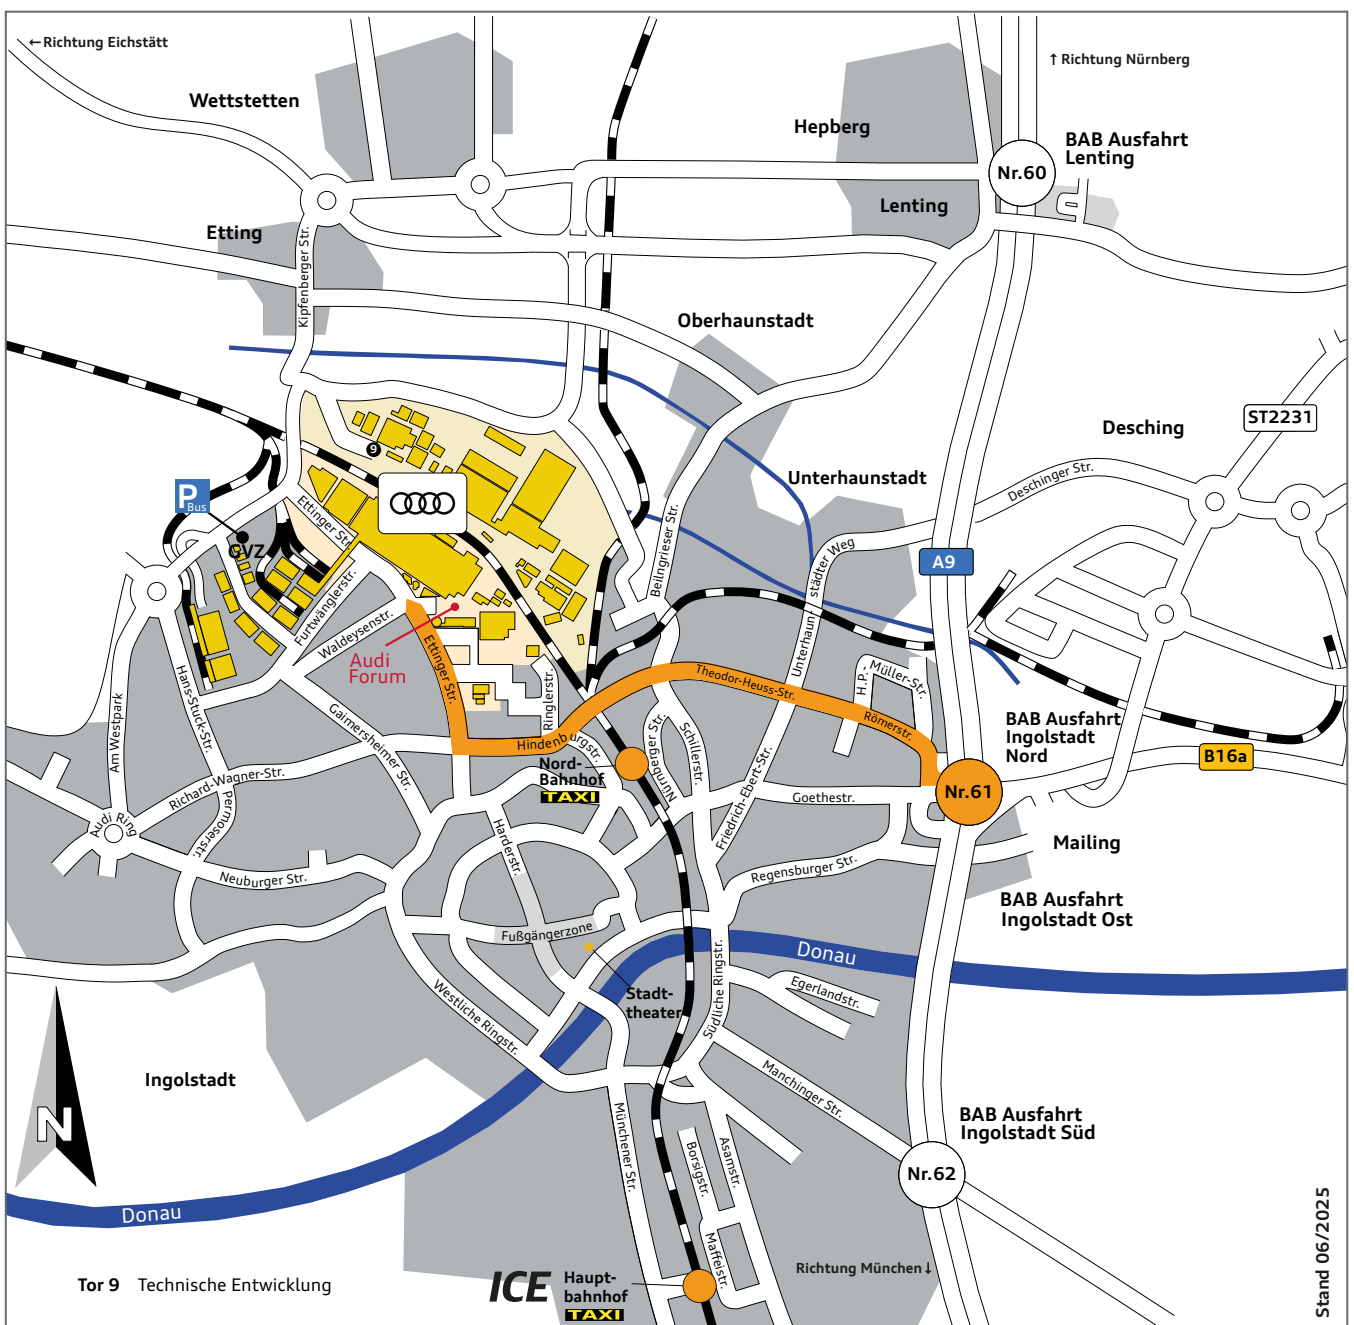 ←Richtung Eichstätt
↑ Richtung Nürnberg
Wettstetten
Hepberg
BAB Ausfahrt
Lenting
Nr.60
Lenting
Etting
Kipfenberger Str.
Oberhaunstadt
ST2231
Desching
Deschinger Str.
Unterhaunstadt
9
P
Bus
GVZ
Ettinger Str.
Beilngrieser Str.
A9
Unterhaunstädter Weg
Furtwänglerstr.
Waldeysenstr.
Audi
Forum
Ettinger Str.
Hans-Stuck-Str.
Am Westpark
Gaimersheimer Str.
Ringlerstr.
Theodor-Heuss-Str.
H.P.
Müller-Str.
Römerstr.
BAB Ausfahrt
Ingolstadt
Nord
B16a
Hindenburgstr.
Nürnberger Str.
Schillerstr.
Nord-
Bahnhof
TAXI
Friedrich-Ebert-Str.
Goethestr.
Nr.61
Richard-Wagner-Str.
Permoserstr.
Audi Ring
Harderstr.
Neuburger Str.
Regensburger Str.
Mailing
BAB Ausfahrt
Ingolstadt Ost
Fußgängerzone
Donau
Stadt-
theater
Südliche Ringstr.
Egerlandstr.
Westliche Ringstr.
Manchinger Str.
Ingolstadt
N
BAB Ausfahrt
Ingolstadt Süd
Nr.62
Münchener Str.
Borsigstr.
Asamstr.
Maffeistr.
Donau
Richtung München↓
Tor 9 Technische Entwicklung
ICE
Haupt-
bahnhof
TAXI
Stand 06/2025